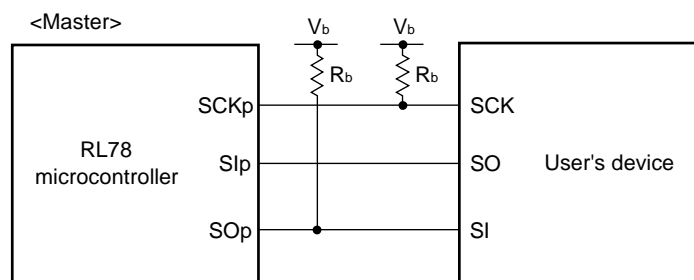 <Master>
Vb
Vb
Rb
Rb
SCKp
SCK
RL78
microcontroller
SIp
SO
User's device
SOp
SI